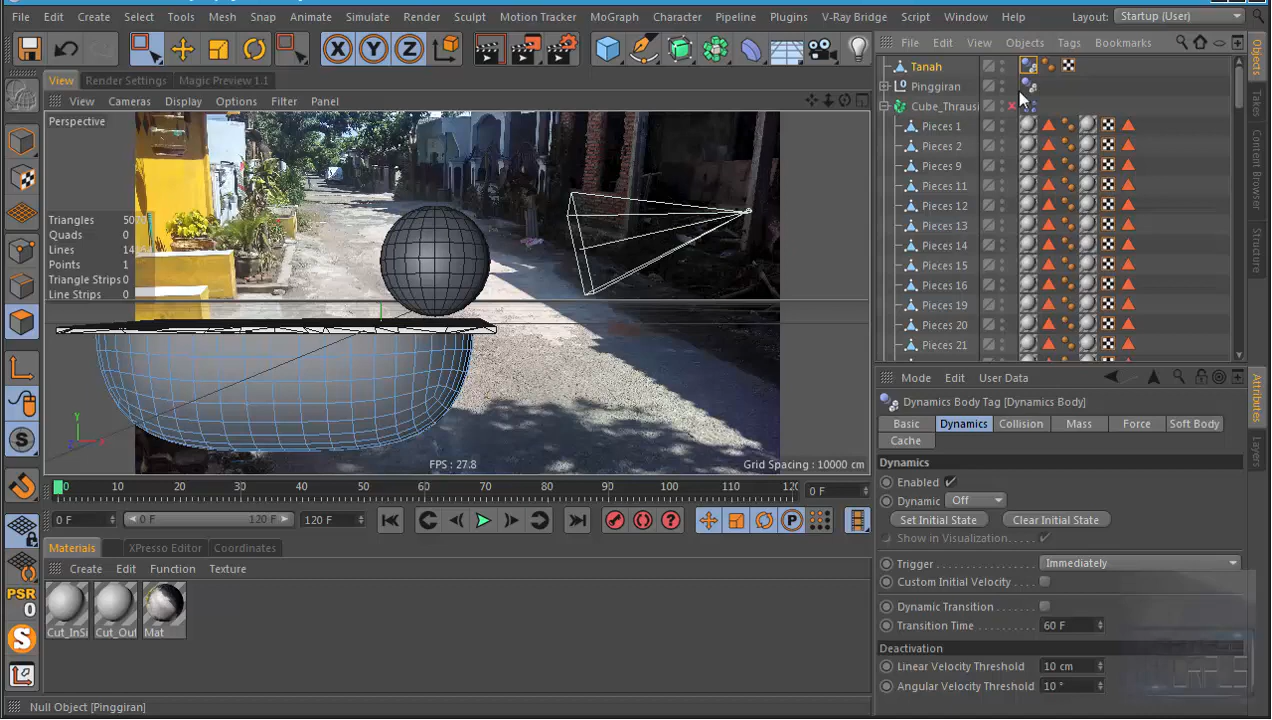 File Edit Create Select Tools Mesh Snap Animate Simulate Render Sculpt Motion Tracker MoGraph Character Pipeline Plugins V-Ray Bridge Script Window Help Layout: Startup (User)
X Y Z
File Edit View Objects Tags Bookmarks
View Render Settings Magic Preview 1.1
View Cameras Display Options Filter Panel
Perspective
Triangles
Quads 0
Lines
Points 1
Triangle Strips 0
Line Strips 0
Y
X
Z
FPS : 27.8
Grid Spacing : 10000 cm
Tanah
Pinggiran
Cube_Thrausi
Pieces 1
Pieces 2
Pieces 9
Pieces 11
Pieces 12
Pieces 13
Pieces 14
Pieces 15
Pieces 16
Pieces 19
Pieces 20
Pieces 21
Objects
Takes
Content Browser
Structure
Attributes
Layers
0 10 20 30 40 50 60 70 80 90 100 110 120 0 F
0 F 0 F 120 F 120 F
P
Materials XPresso Editor Coordinates
Create Edit Function Texture
Cut_InSi Cut_Out Mat
S
PSR
0
S
Null Object [Pinggiran]
Mode Edit User Data
Dynamics Body Tag [Dynamics Body]
Basic Dynamics Collision Mass Force Soft Body
Cache
Dynamics
Enabled
Dynamic Off
Set Initial State Clear Initial State
Show in Visualization
Trigger Immediately
Custom Initial Velocity
Dynamic Transition
Transition Time 60 F
Deactivation
Linear Velocity Threshold 10 cm
Angular Velocity Threshold 10 °